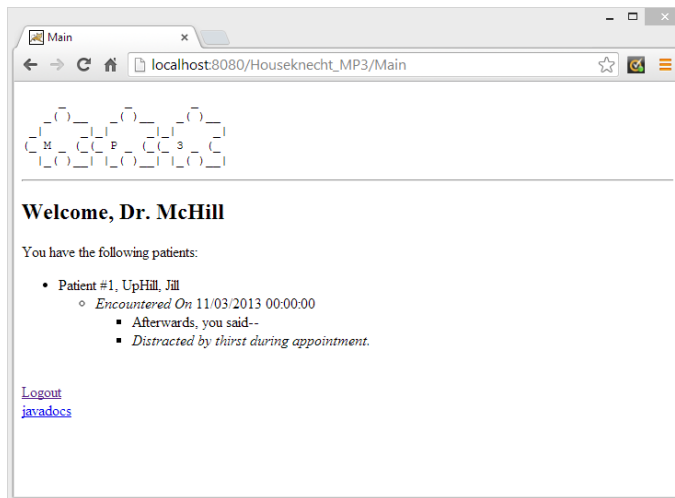 Main
localhost:8080/Houseknecht_MP3/Main
M P 3
Welcome, Dr. McHill
You have the following patients:
Patient #1, UpHill, Jill
Encountered On 11/03/2013 00:00:00
Afterwards, you said--
Distracted by thirst during appointment.
Logout
javadocs